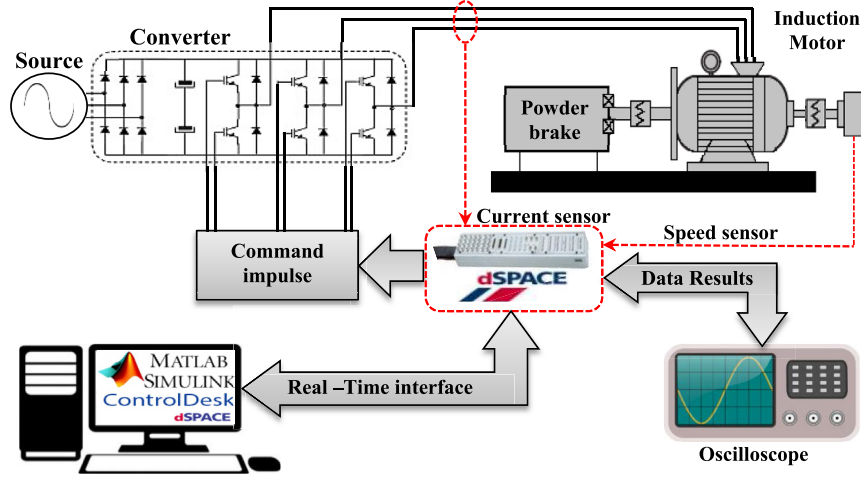 Converter
Source
Induction
Motor
Powder
brake
Current sensor
Speed sensor
Command
impulse
dSPACE
Data Results
MATLAB
SIMULINK
ControlDesk
dSPACE
Real –Time interface
Oscilloscope